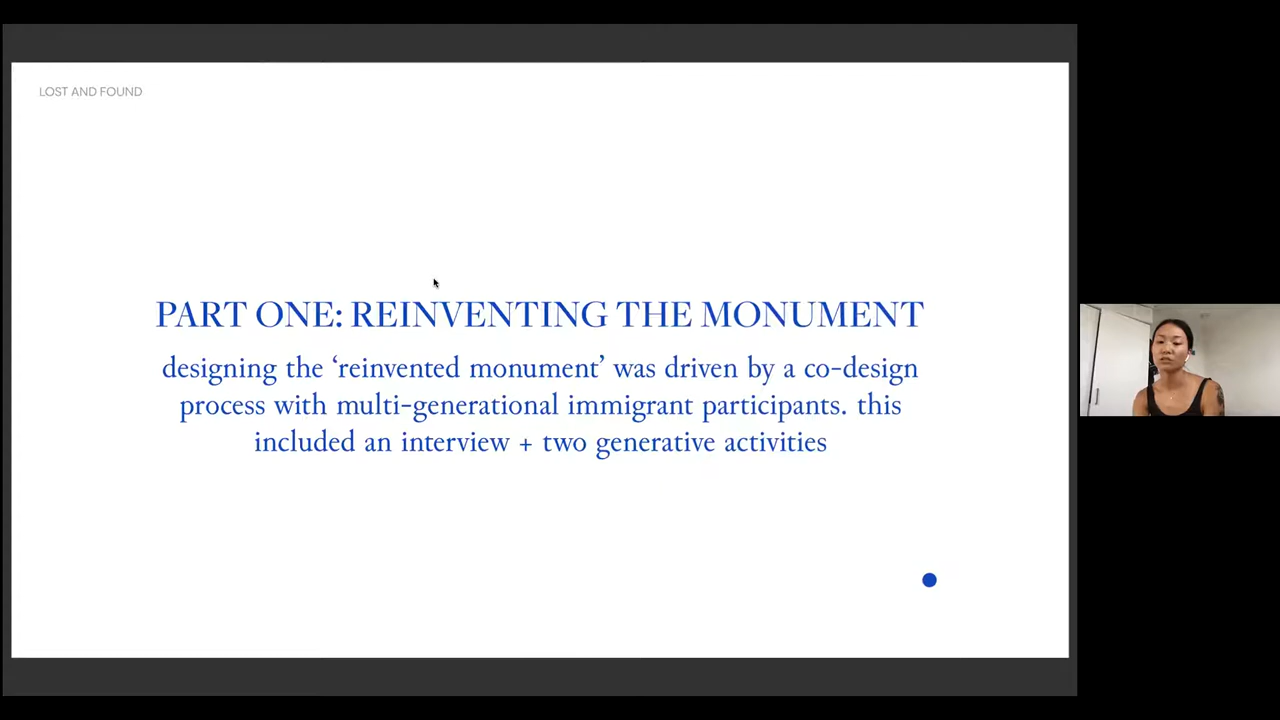 LOST AND FOUND
PART ONE: REINVENTING THE MONUMENT
designing the ‘reinvented monument’ was driven by a co-design
process with multi-generational immigrant participants. this
included an interview + two generative activities